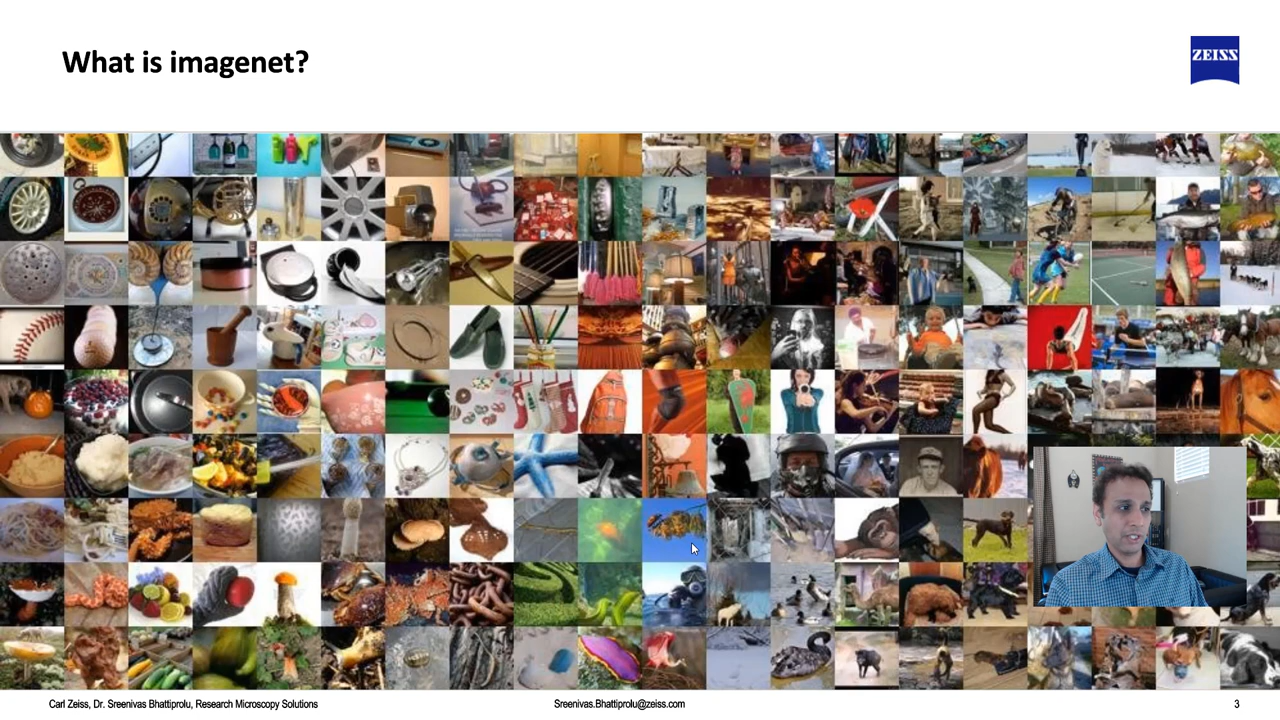 What is imagenet?
ZEISS
Carl Zeiss, Dr. Sreenivas Bhattiprolu, Research Microscopy Solutions
Sreenivas.Bhattiprolu@zeiss.com
3